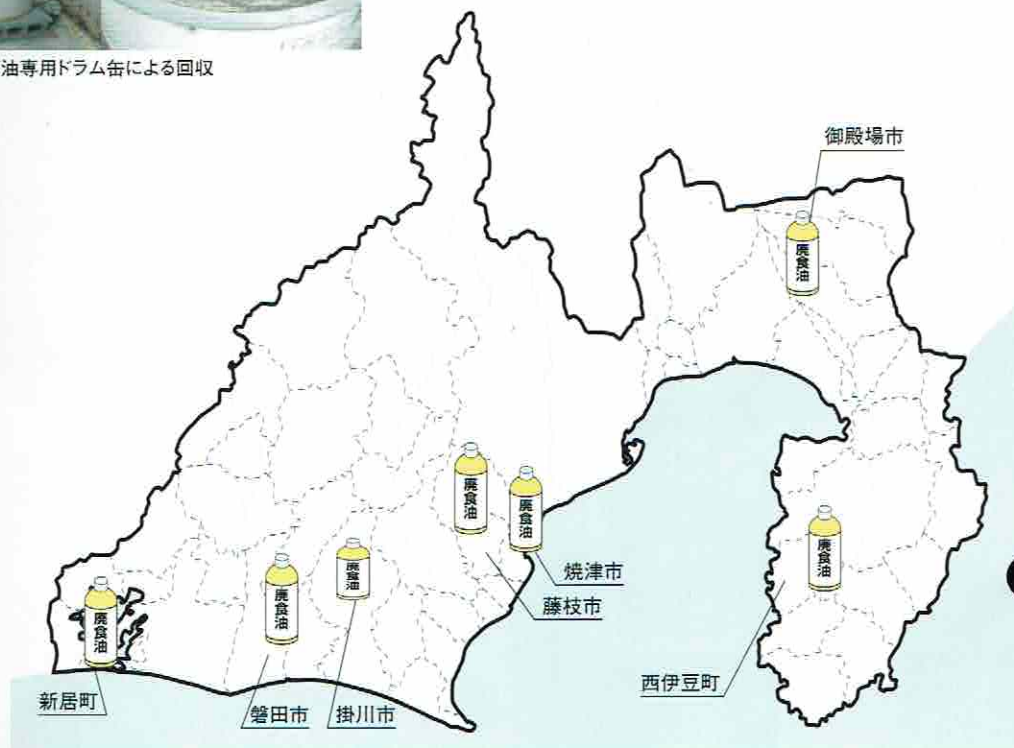 油専用ドラム缶による回収
御殿場市
廃食油
廃食油
廃食油
焼津市
藤枝市
廃食油
西伊豆町
廃食油
掛川市
廃食油
磐田市
廃食油
新居町